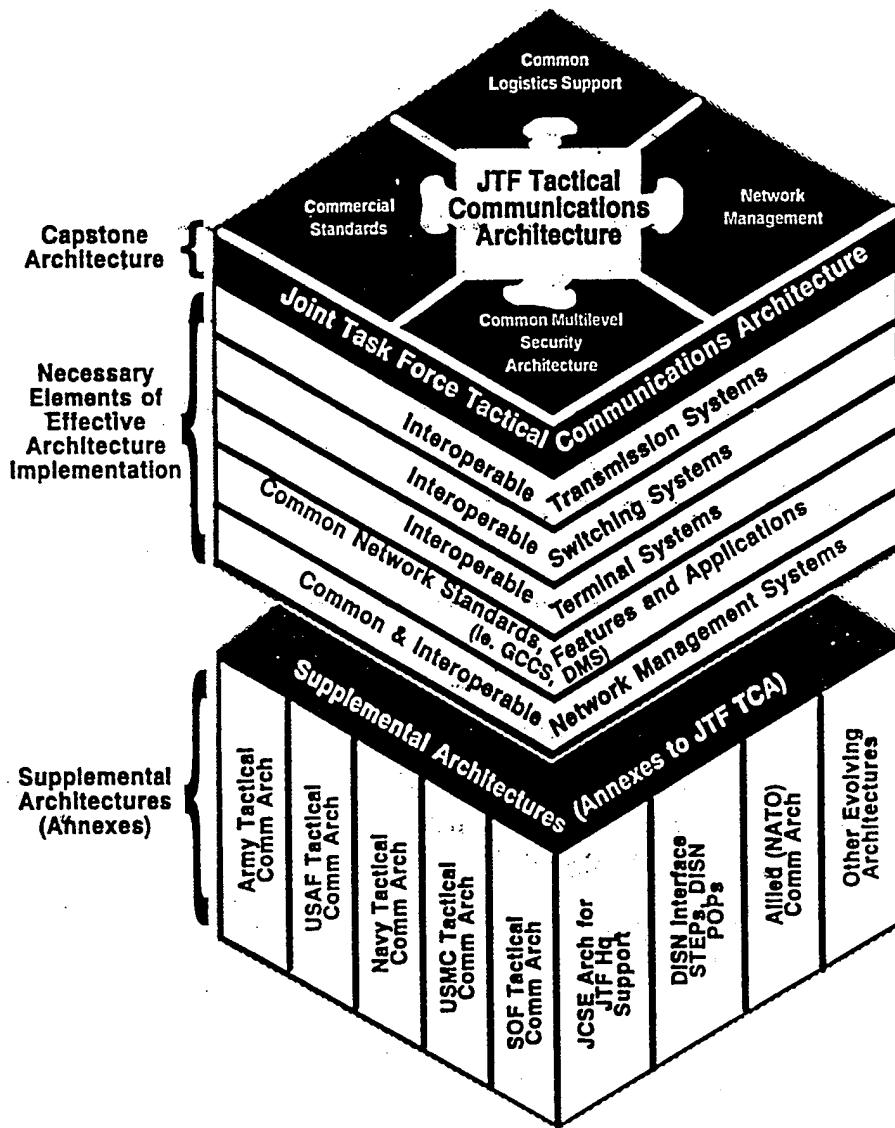 Common
Logistics Support
Commercial
Standards
JTF Tactical
Communications
Architecture
Network
Management
Common Multilevel
Security
Architecture
Capstone
Architecture
Joint Task Force Tactical Communications Architecture
Necessary
Elements of
Effective
Architecture
Implementation
Interoperable Transmission Systems
Interoperable Switching Systems
Interoperable Terminal Systems
Common Network Standards, Features and Applications
(ie. GCCS, DMS)
Common & Interoperable Network Management Systems
Supplemental Architectures (Annexes to JTF TCA)
Supplemental
Architectures
(Annexes)
Army Tactical
Comm Arch
USAF Tactical
Comm Arch
Navy Tactical
Comm Arch
USMC Tactical
Comm Arch
SOF Tactical
Comm Arch
JCSE Arch for
JTF Hq
Support
DISN Interface
STEPs, DISN
POPs
Allied (NATO)
Comm Arch
Other Evolving
Architectures